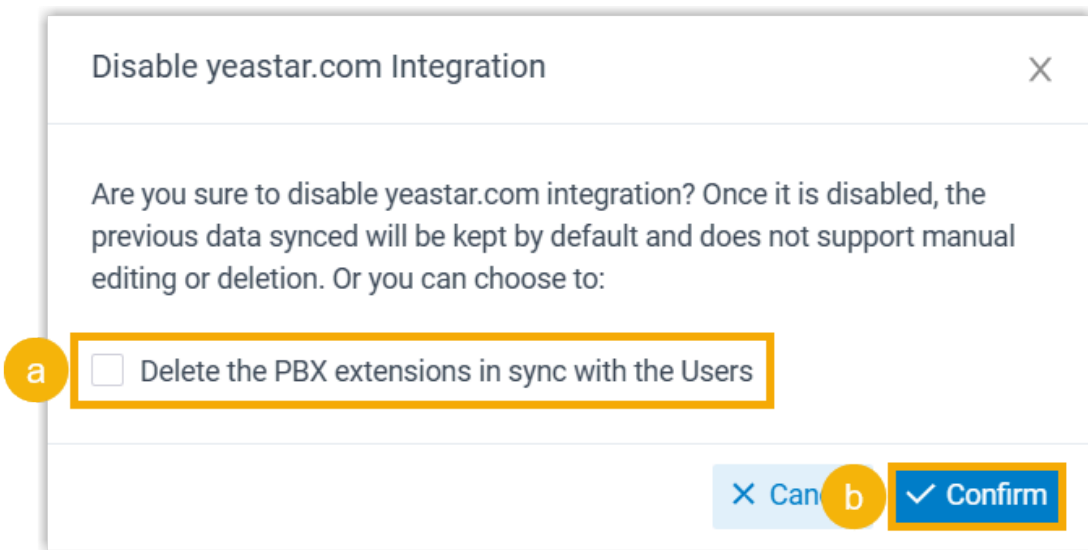 Disable yeastar.com Integration
Are you sure to disable yeastar.com integration? Once it is disabled, the
previous data synced will be kept by default and does not support manual
editing or deletion. Or you can choose to:
a
Delete the PBX extensions in sync with the Users
Can
b
Confirm